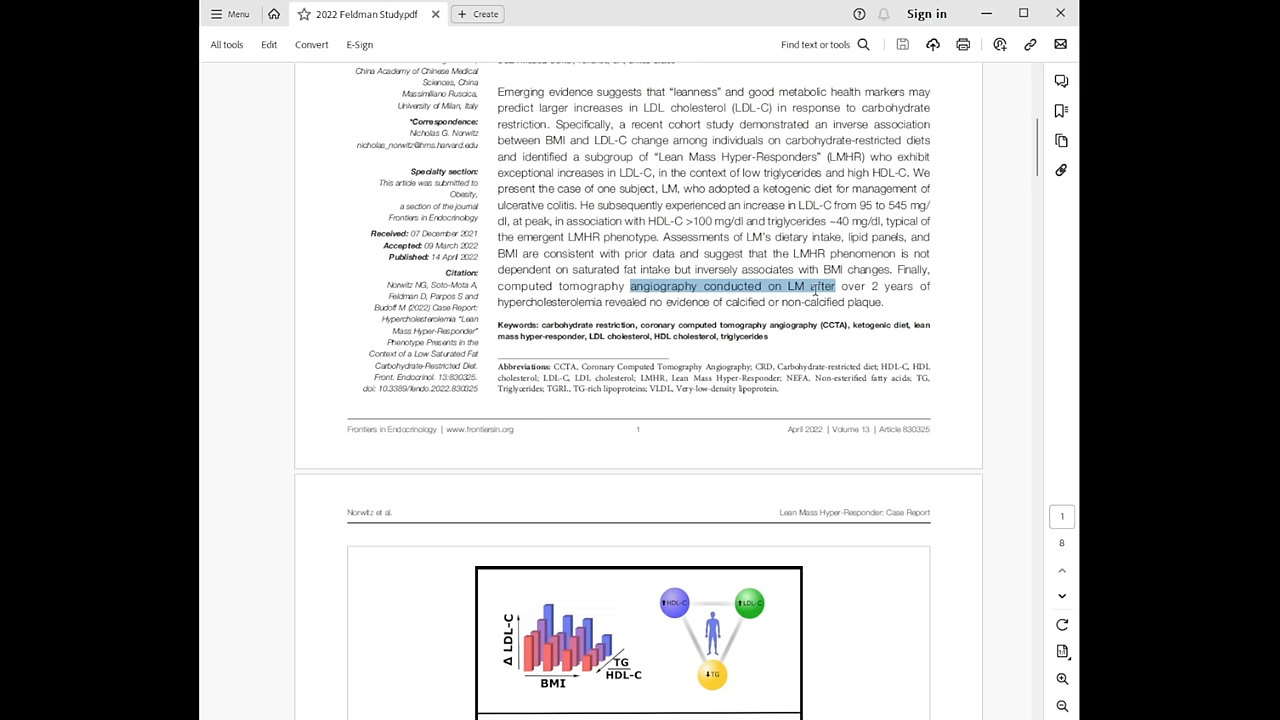 Menu
2022 Feldman Study.pdf
Create
Sign in
All tools
Edit
Convert
E-Sign
Find text or tools
China Academy of Chinese Medical
Sciences, China
Massimiliano Ruscica,
University of Milan, Italy
*Correspondence:
Nicholas G. Norwitz
nicholas_norwitz@hms.harvard.edu
Specialty section:
This article was submitted to
Obesity,
a section of the journal
Frontiers in Endocrinology
Received: 07 December 2021
Accepted: 09 March 2022
Published: 14 April 2022
Citation:
Norwitz NG, Soto-Mota A,
Feldman D, Parpos S and
Budoff M (2022) Case Report:
Hypercholesterolemia “Lean
Mass Hyper-Responder”
Phenotype Presents in the
Context of a Low Saturated Fat
Carbohydrate-Restricted Diet.
Front. Endocrinol. 13:830325.
doi: 10.3389/fendo.2022.830325
Emerging evidence suggests that “leanness” and good metabolic health markers may
predict larger increases in LDL cholesterol (LDL-C) in response to carbohydrate
restriction. Specifically, a recent cohort study demonstrated an inverse association
between BMI and LDL-C change among individuals on carbohydrate-restricted diets
and identified a subgroup of “Lean Mass Hyper-Responders” (LMHR) who exhibit
exceptional increases in LDL-C, in the context of low triglycerides and high HDL-C. We
present the case of one subject, LM, who adopted a ketogenic diet for management of
ulcerative colitis. He subsequently experienced an increase in LDL-C from 95 to 545 mg/
dl, at peak, in association with HDL-C >100 mg/dl and triglycerides ~40 mg/dl, typical of
the emergent LMHR phenotype. Assessments of LM’s dietary intake, lipid panels, and
BMI are consistent with prior data and suggest that the LMHR phenomenon is not
dependent on saturated fat intake but inversely associates with BMI changes. Finally,
computed tomography angiography conducted on LM after over 2 years of
hypercholesterolemia revealed no evidence of calcified or non-calcified plaque.
Keywords: carbohydrate restriction, coronary computed tomography angiography (CCTA), ketogenic diet, lean
mass hyper-responder, LDL cholesterol, HDL cholesterol, triglycerides
Abbreviations: CCTA, Coronary Computed Tomography Angiography; CRD, Carbohydrate-restricted diet; HDL-C, HDL
cholesterol; LDL-C, LDL cholesterol; LMHR, Lean Mass Hyper-Responder; NEFA, Non-esterified fatty acids; TG,
Triglycerides; TGRL, TG-rich lipoproteins; VLDL, Very-low-density lipoprotein.
Frontiers in Endocrinology | www.frontiersin.org
1
April 2022 | Volume 13 | Article 830325
Norwitz et al.
Lean Mass Hyper-Responder: Case Report
Δ LDL-C
BMI
TG
HDL-C
⬆HDL-C
⬆LDL-C
⬇TG
1
8